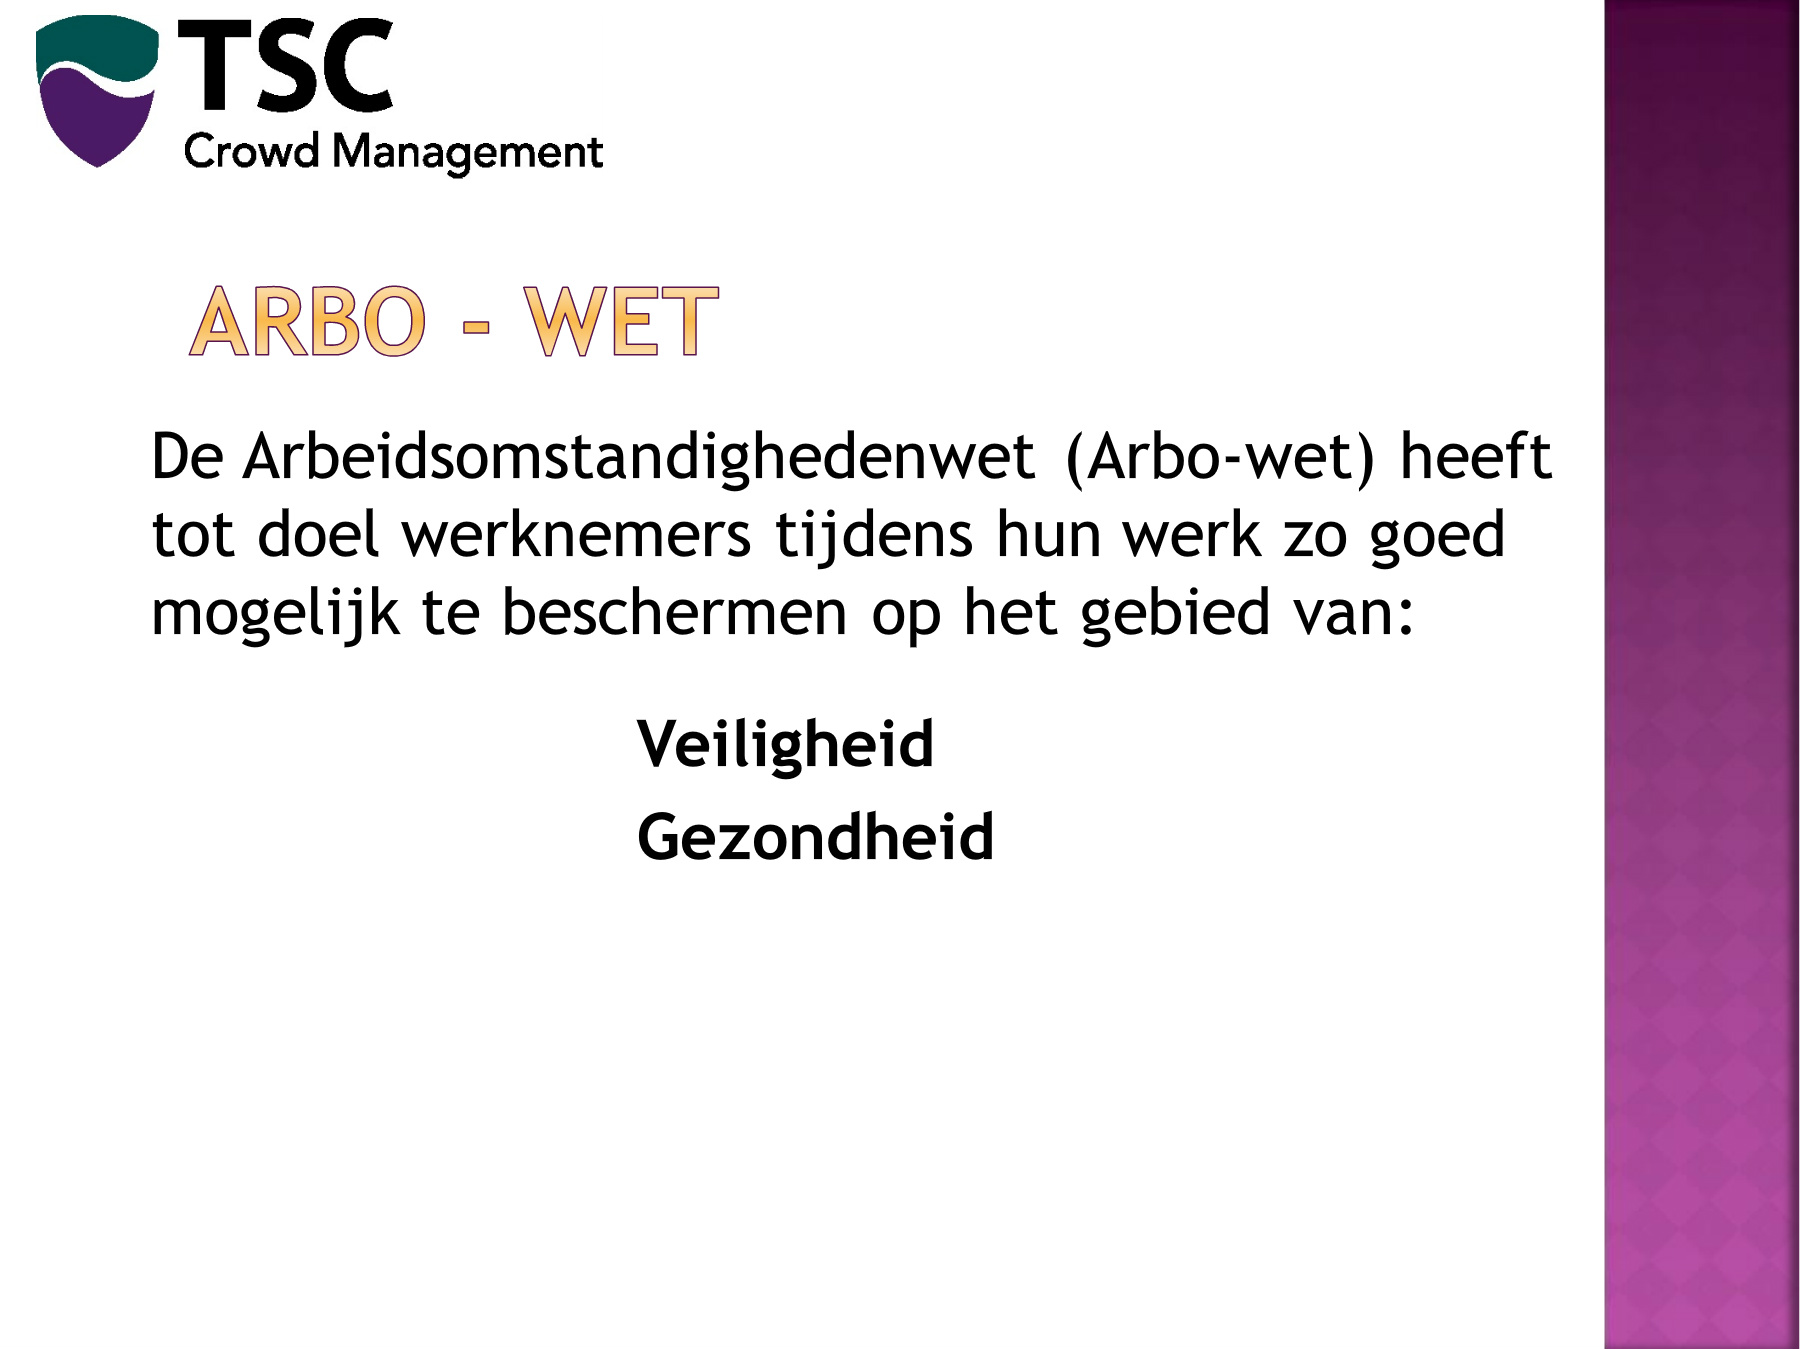 TSC
Crowd Management
ARBO - WET
De Arbeidsomstandighedenwet (Arbo-wet) heeft
tot doel werknemers tijdens hun werk zo goed
mogelijk te beschermen op het gebied van:
Veiligheid
Gezondheid